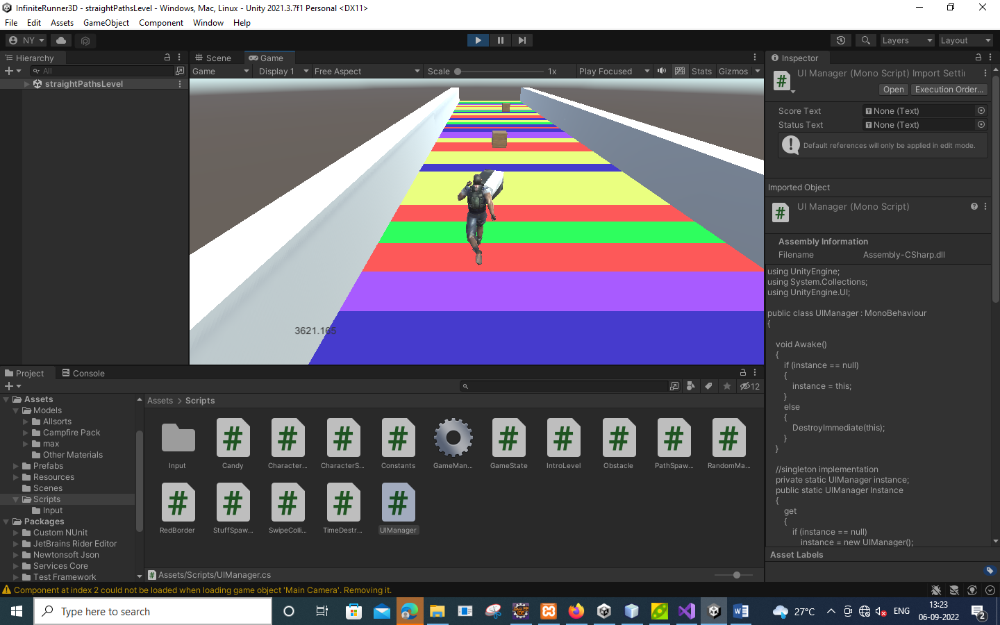 InfiniteRunner3D - straightPathsLevel - Windows, Mac, Linux - Unity 2021.3.7f1 Personal <DX11>
File Edit Assets GameObject Component Window Help
NY Layers Layout
Hierarchy
All
straightPathsLevel
Scene Game
Game Display 1 Free Aspect Scale 1x Play Focused Stats Gizmos
3621.165
Inspector
UI Manager (Mono Script) Import Settin
Open Execution Order...
Score Text None (Text)
Status Text None (Text)
Default references will only be applied in edit mode.
Imported Object
UI Manager (Mono Script)
Assembly Information
Filename Assembly-CSharp.dll
using UnityEngine;
using System.Collections;
using UnityEngine.UI;
public class UIManager : MonoBehaviour
{
void Awake()
{
if (instance == null)
{
instance = this;
}
else
{
DestroyImmediate(this);
}
}
//singleton implementation
private static UIManager instance;
public static UIManager Instance
{
get
{
if (instance == null)
instance = new UIManager();
Asset Labels
Project Console
12
Assets
Models
Allsorts
Campfire Pack
max
Other Materials
Prefabs
Resources
Scenes
Scripts
Input
Packages
Custom NUnit
JetBrains Rider Editor
Newtonsoft Json
Services Core
Test Framework
Assets > Scripts
Input Candy Character... CharacterS... Constants GameMan... GameState IntroLevel Obstacle PathSpaw... RandomMa...
RedBorder StuffSpaw... SwipeColli... TimeDestr... UIManager
Assets/Scripts/UIManager.cs
Component at index 2 could not be loaded when loading game object 'Main Camera'. Removing it.
Type here to search
27°C ENG
13:23
06-09-2022
2